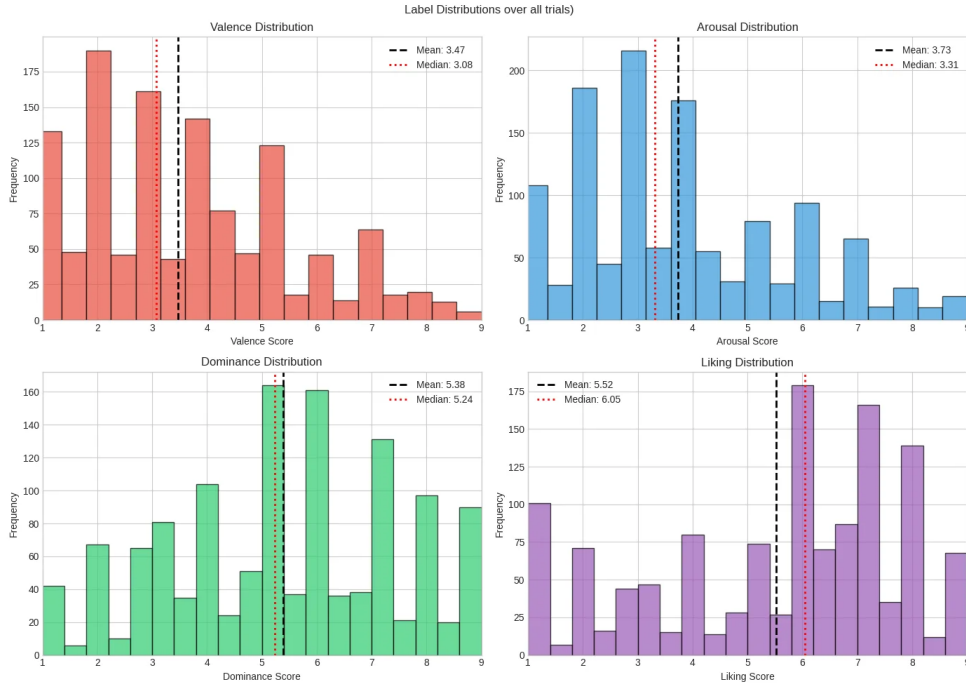 Label Distributions over all trials)
Valence Distribution
Mean: 3.47
Median: 3.08
Frequency
175
150
125
100
75
50
25
0
1 2 3 4 5 6 7 8 9
Valence Score
Arousal Distribution
Mean: 3.73
Median: 3.31
Frequency
200
150
100
50
0
1 2 3 4 5 6 7 8 9
Arousal Score
Dominance Distribution
Mean: 5.38
Median: 5.24
Frequency
160
140
120
100
80
60
40
20
0
1 2 3 4 5 6 7 8 9
Dominance Score
Liking Distribution
Mean: 5.52
Median: 6.05
Frequency
175
150
125
100
75
50
25
0
1 2 3 4 5 6 7 8 9
Liking Score